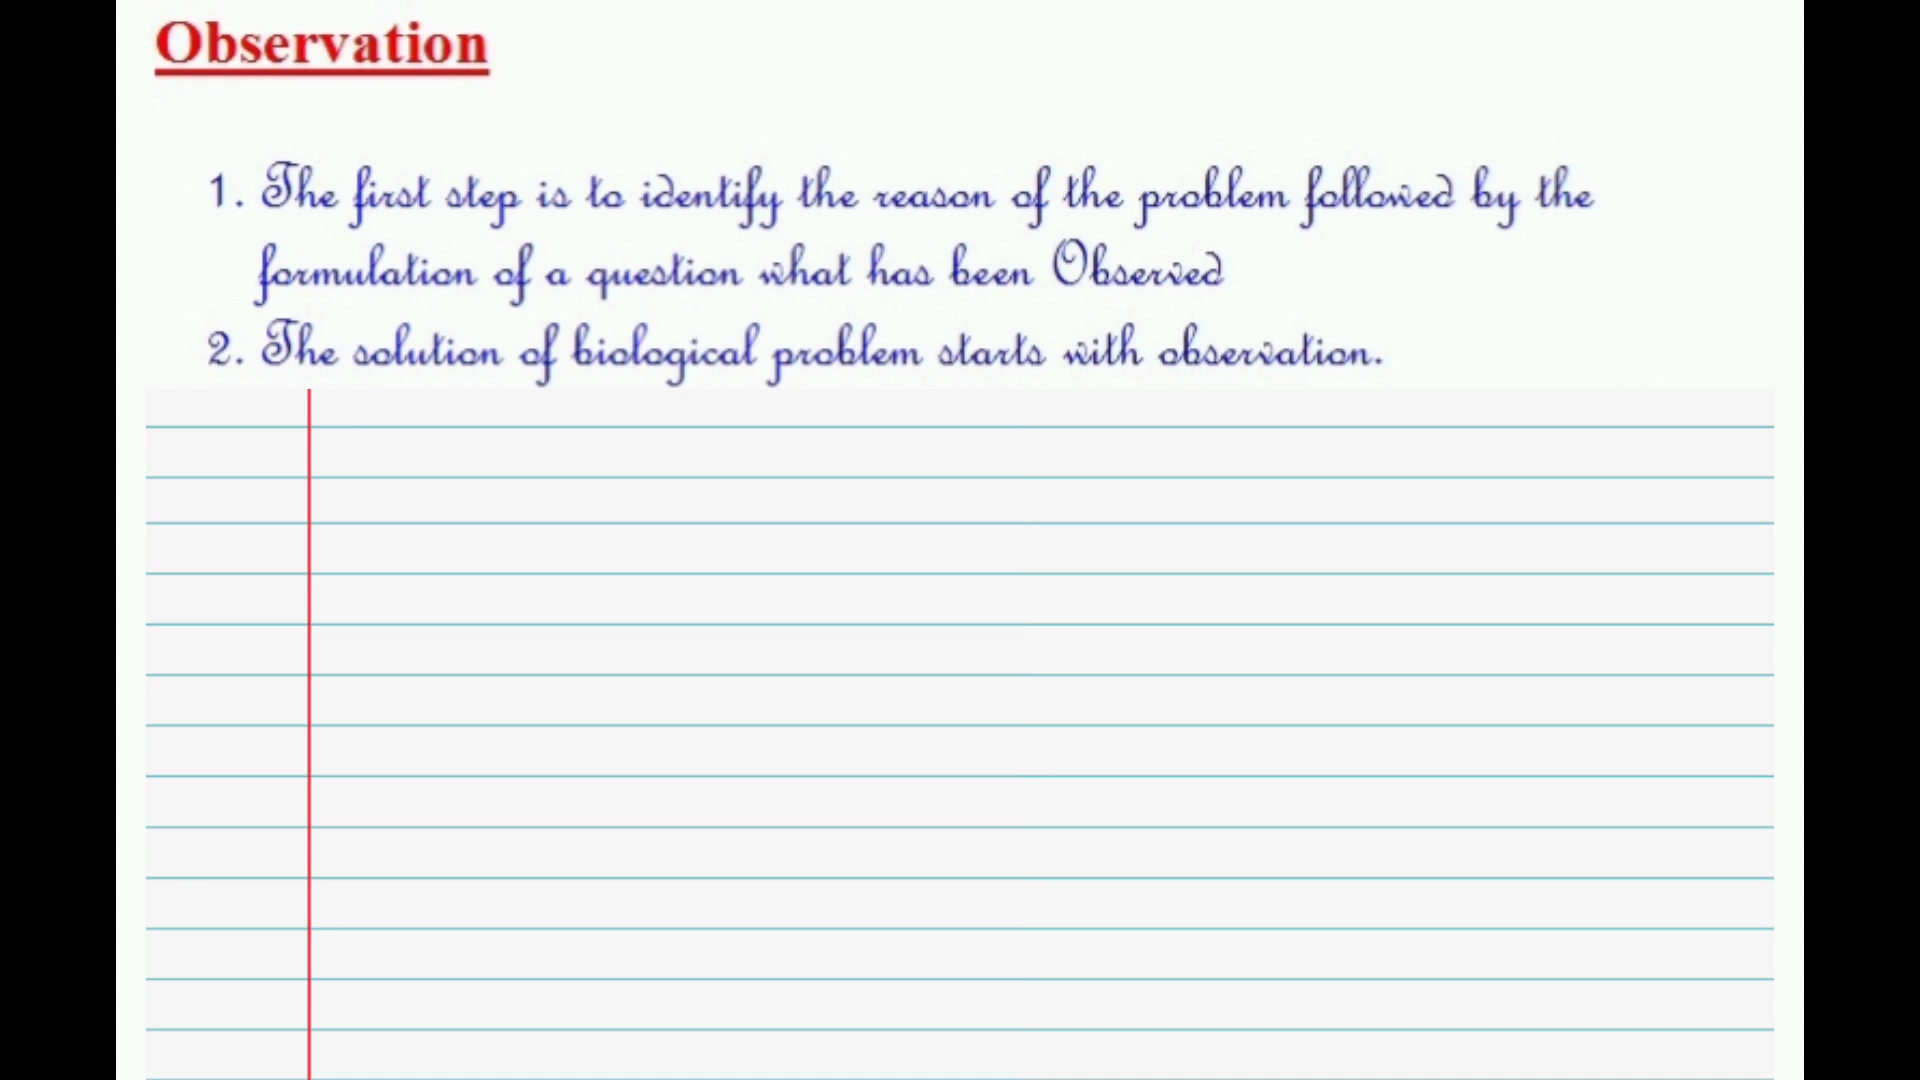 Observation
1. The first step is to identify the reason of the problem followed by the
formulation of a question what has been Observed
2. The solution of biological problem starts with observation.